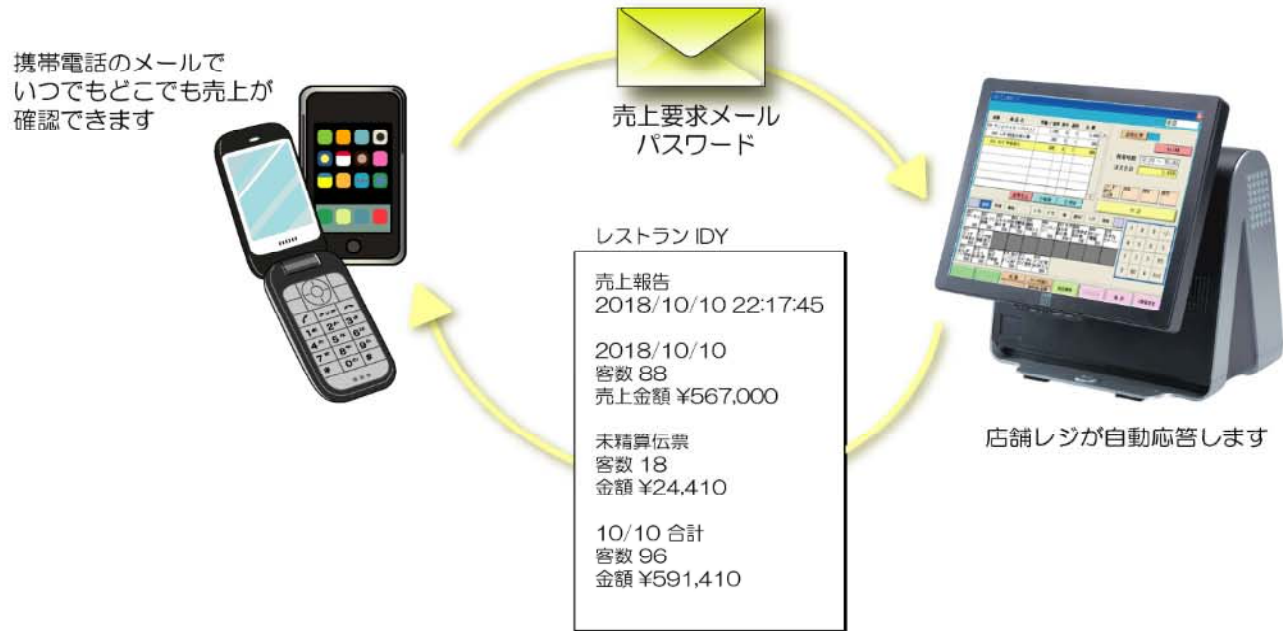 携帯電話のメールで
いつでもどこでも売上が
確認できます
売上要求メール
パスワード
レストラン IDY
売上報告
2018/10/10 22:17:45
2018/10/10
客数 88
売上金額 ¥567,000
未精算伝票
客数 18
金額 ¥24,410
10/10 合計
客数 96
金額 ¥591,410
店舗レジが自動応答します